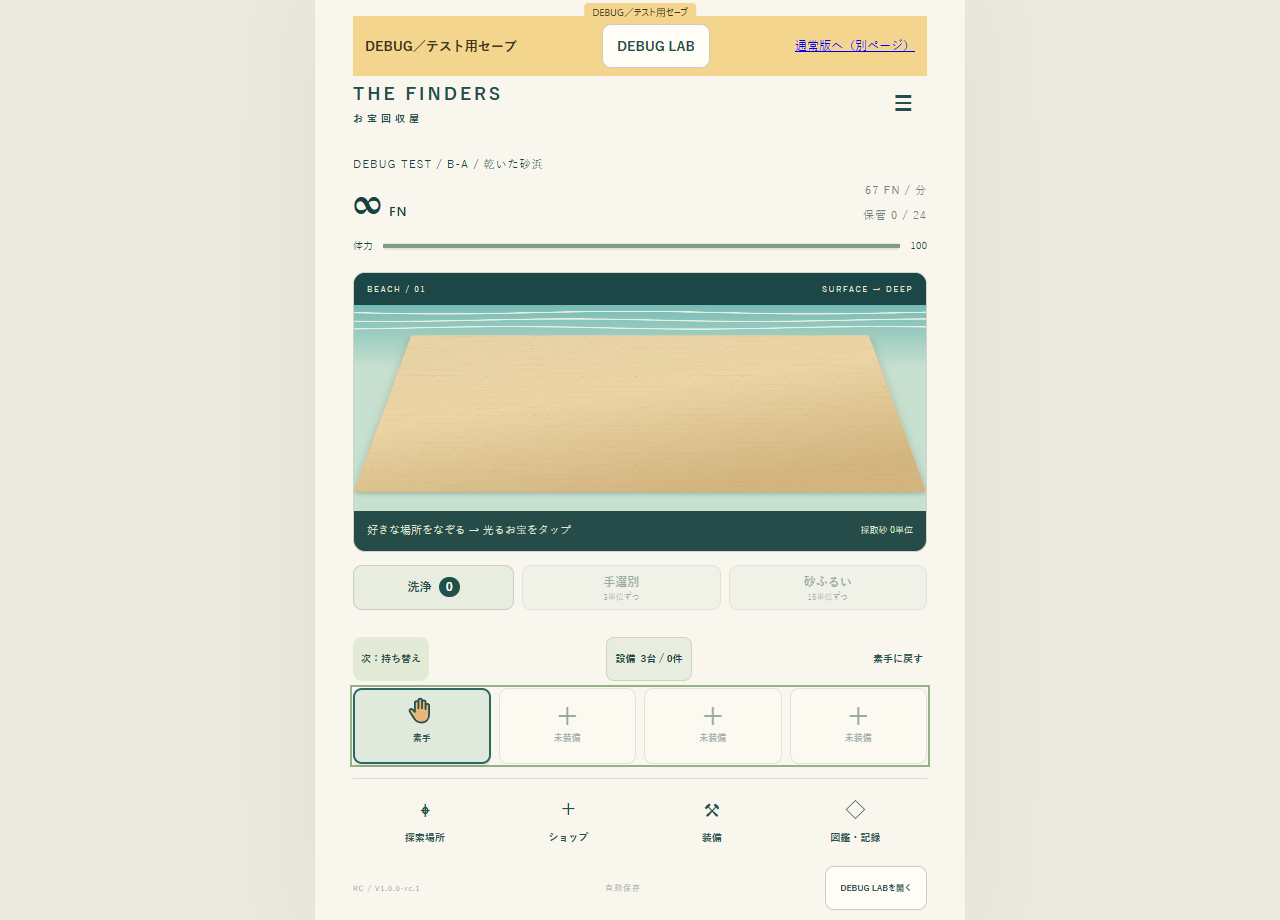 DEBUG／テスト用セーブ
DEBUG／テスト用セーブ
DEBUG LAB
通常版へ（別ページ）
THE FINDERS
お宝回収屋
DEBUG TEST / B-A / 乾いた砂浜
∞ FN
67 FN / 分
保管 0 / 24
体力
100
BEACH / 01
SURFACE → DEEP
好きな場所をなぞる → 光るお宝をタップ
採取砂 0単位
洗浄 0
手選別
3単位ずつ
砂ふるい
15単位ずつ
次：持ち替え
設備 3台 / 0件
素手に戻す
素手
未装備
未装備
未装備
探索場所
ショップ
装備
図鑑・記録
RC / V1.0.0-rc.1
自動保存
DEBUG LABを開く